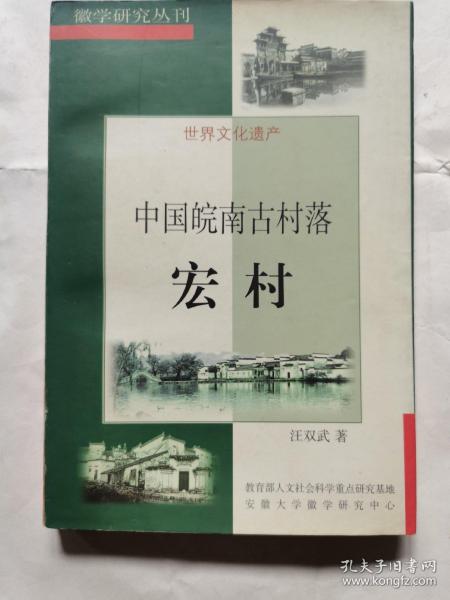 徽学研究丛刊
世界文化遗产
中国皖南古村落
宏村
汪双武 著
教育部人文社会科学重点研究基地
安徽大学徽学研究中心
孔夫子旧书网
www.kongfz.com